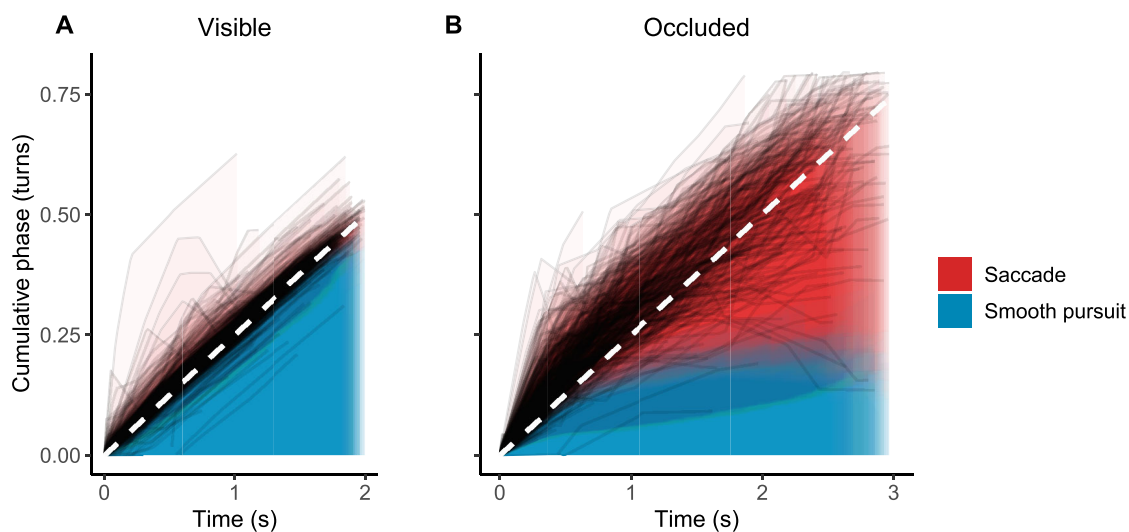 A Visible
B Occluded
Cumulative phase (turns)
0.75
0.50
0.25
0.00
0 1 2
Time (s)
0 1 2 3
Time (s)
Saccade
Smooth pursuit